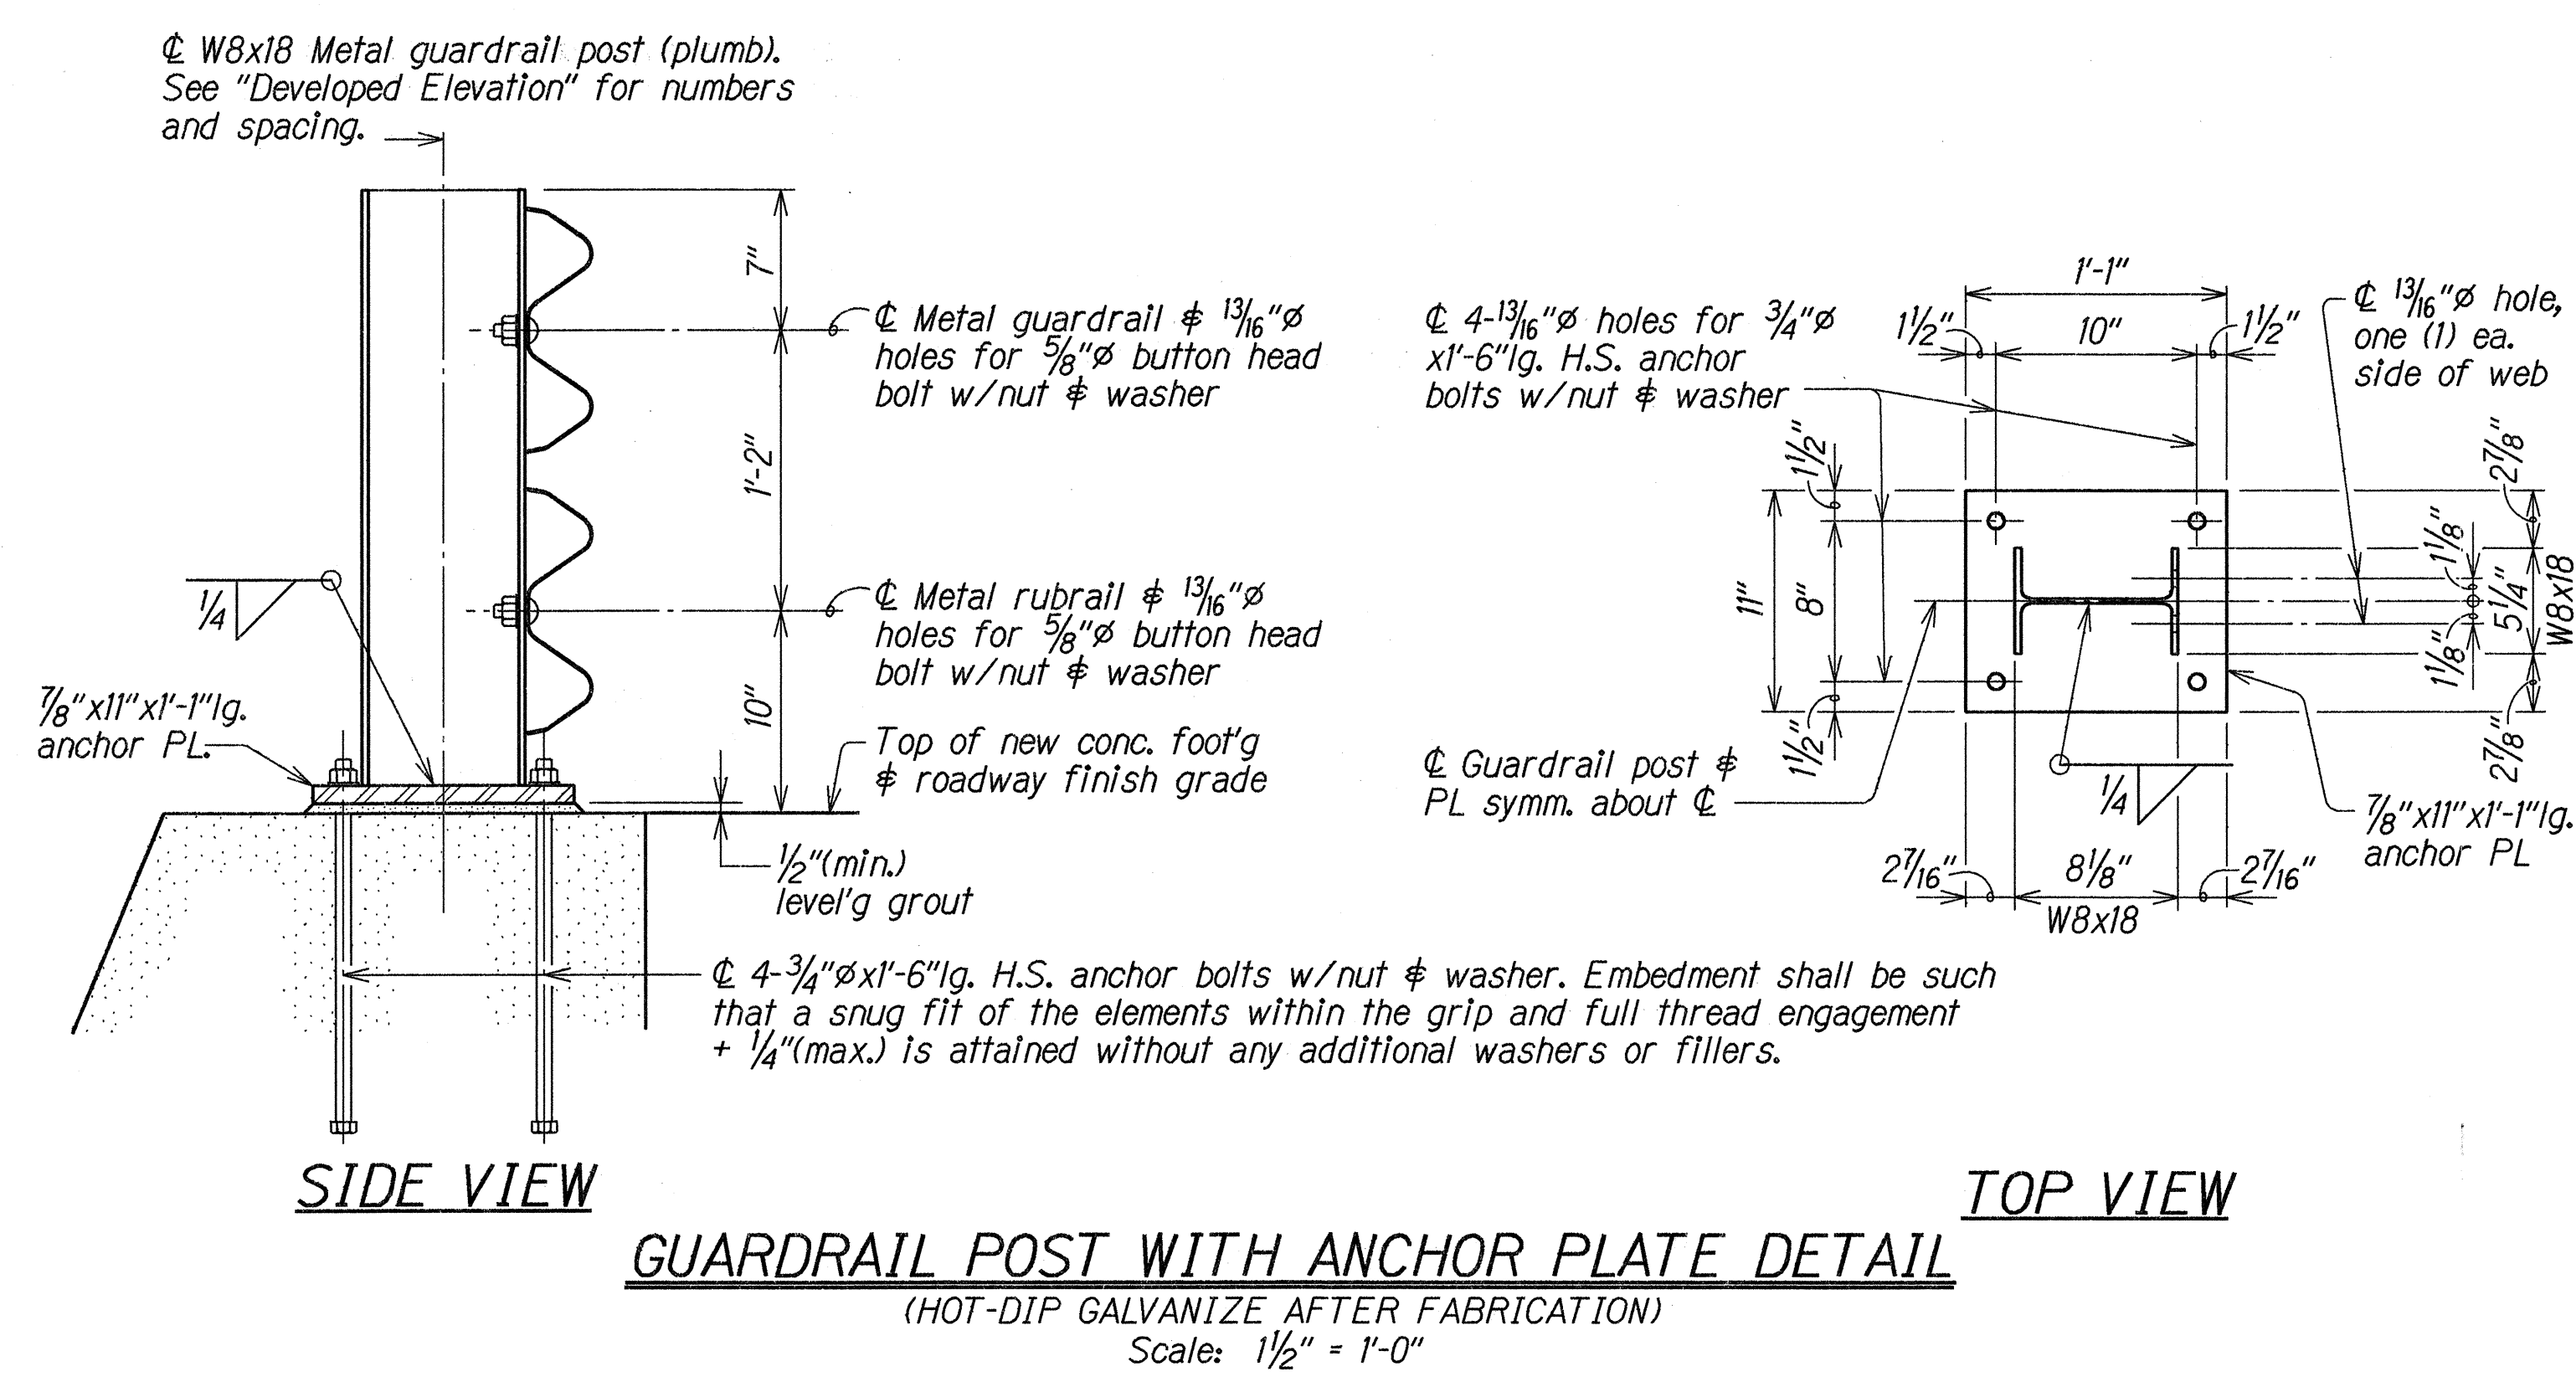 ℄ W8x18 Metal guardrail post (plumb).
See "Developed Elevation" for numbers
and spacing.
7"
1'-2"
10"
℄ Metal guardrail & 13/16"Ø
holes for 5/8"Ø button head
bolt w/nut & washer
℄ Metal rubrail & 13/16"Ø
holes for 5/8"Ø button head
bolt w/nut & washer
1/4
7/8"x11"x1'-1"lg.
anchor PL.
Top of new conc. foot'g
& roadway finish grade
1/2"(min.)
level'g grout
℄ 4-3/4"Øx1'-6"lg. H.S. anchor bolts w/nut & washer. Embedment shall be such
that a snug fit of the elements within the grip and full thread engagement
+ 1/4"(max.) is attained without any additional washers or fillers.
SIDE VIEW
℄ 4-13/16"Ø holes for 3/4"Ø
x1'-6"lg. H.S. anchor
bolts w/nut & washer
1'-1"
1 1/2"
10"
1 1/2"
℄ 13/16"Ø hole,
one (1) ea.
side of web
1 1/2"
11"
8"
1 1/2"
2 7/8"
1 1/8"
5 1/4"
W8x18
1 1/8"
2 7/8"
℄ Guardrail post &
PL symm. about ℄
1/4
7/8"x11"x1'-1"lg.
anchor PL
2 7/16"
8 1/8"
2 7/16"
W8x18
TOP VIEW
GUARDRAIL POST WITH ANCHOR PLATE DETAIL
(HOT-DIP GALVANIZE AFTER FABRICATION)
Scale: 1 1/2" = 1'-0"